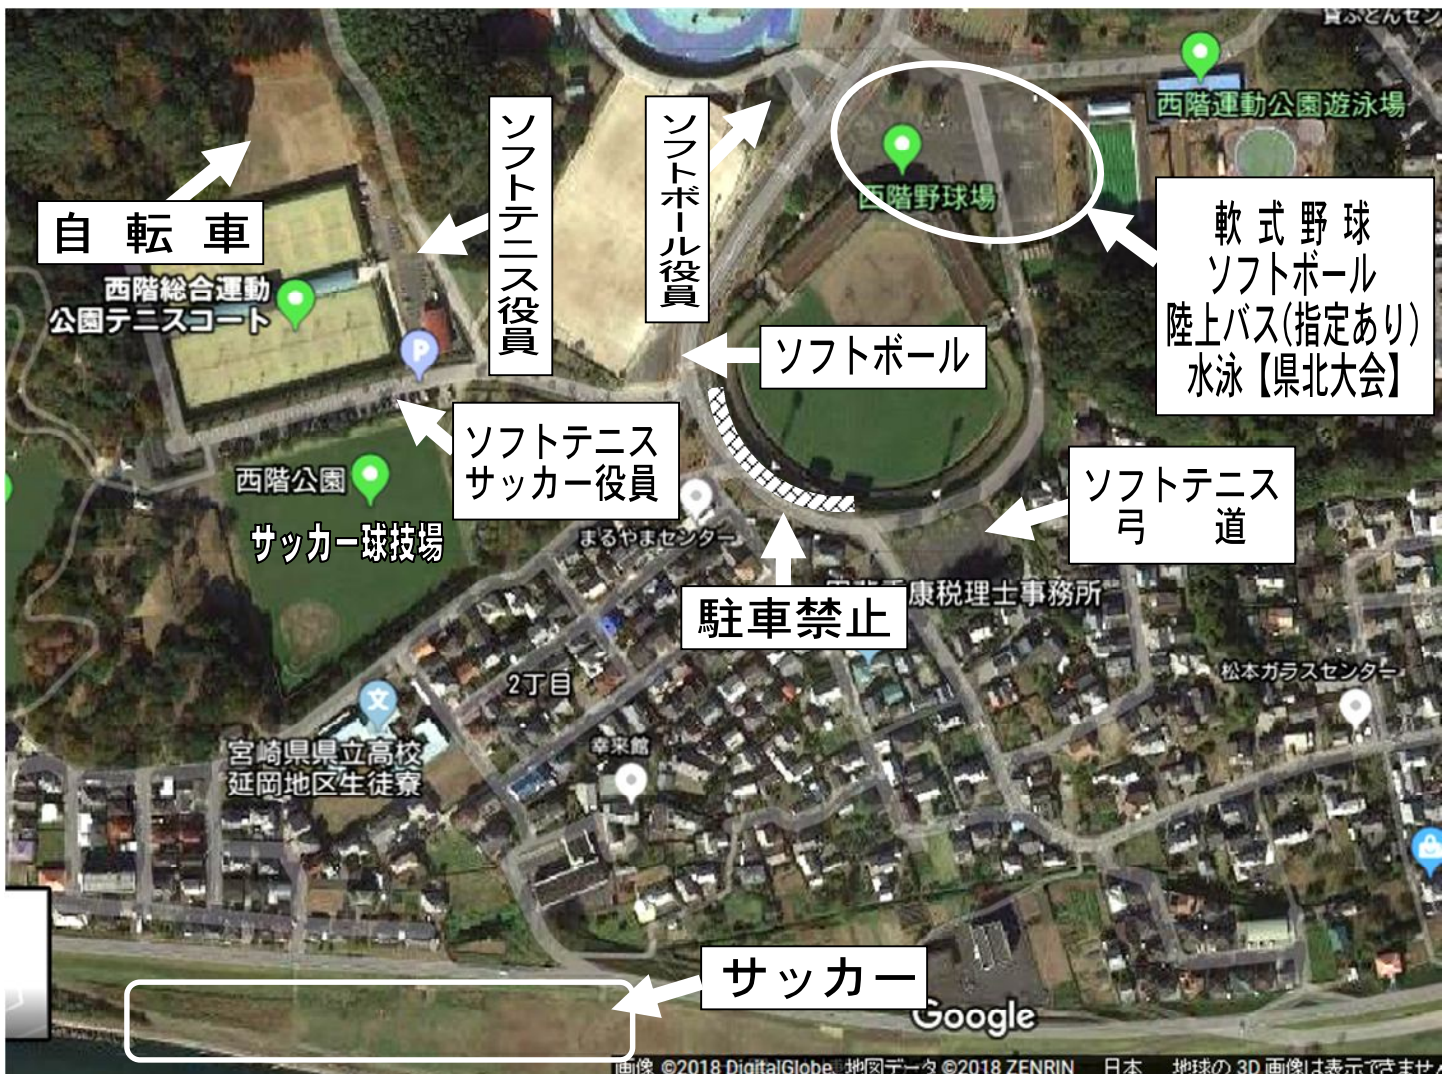 西階運動公園遊泳場
西階野球場
ソフトテニス役員
ソフトボール役員
自転車
西階総合運動
公園テニスコート
P
軟式野球
ソフトボール
陸上バス(指定あり)
水泳【県北大会】
ソフトボール
ソフトテニス
サッカー役員
西階公園
サッカー球技場
まるやまセンター
ソフトテニス
弓道
駐車禁止
康税理士事務所
2丁目
松本ガラスセンター
文
宮崎県県立高校
延岡地区生徒寮
幸来館
サッカー
Google
画像 ©2018 DigitalGlobe、地図データ ©2018 ZENRIN 日本 地球の 3D 画像は表示できません